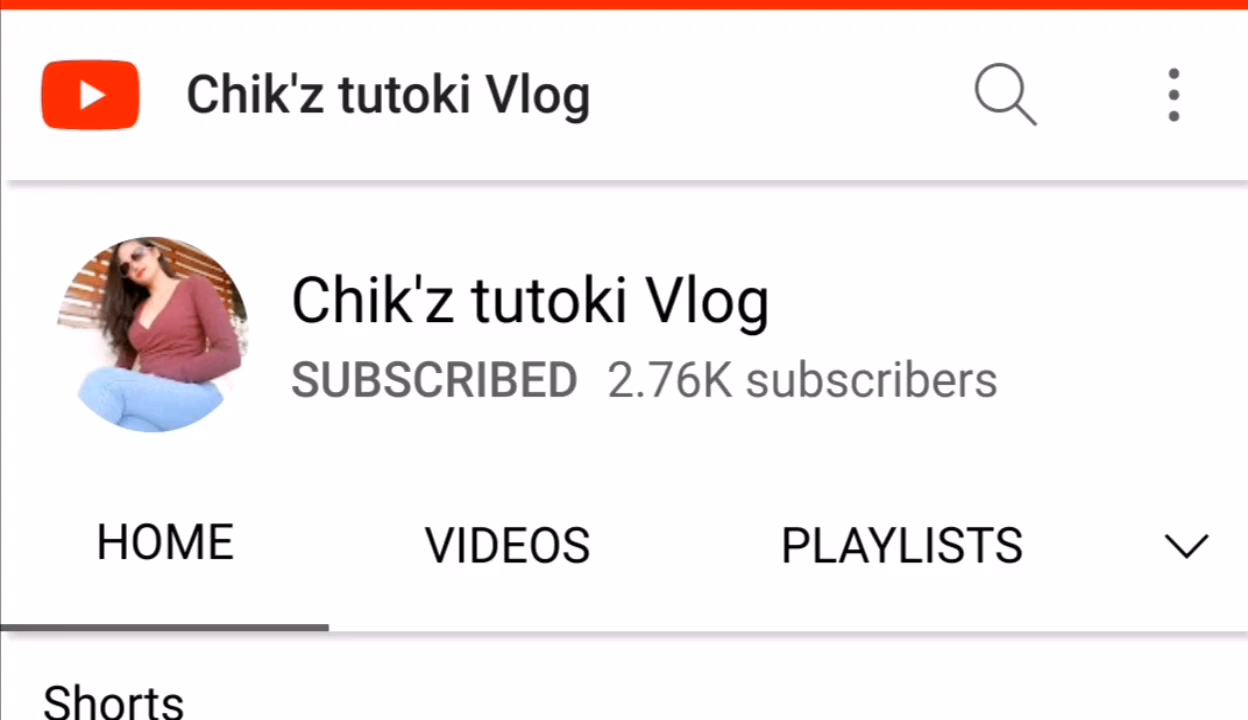 Chik'z tutoki Vlog
Chik'z tutoki Vlog
SUBSCRIBED 2.76K subscribers
HOME VIDEOS PLAYLISTS
Shorts